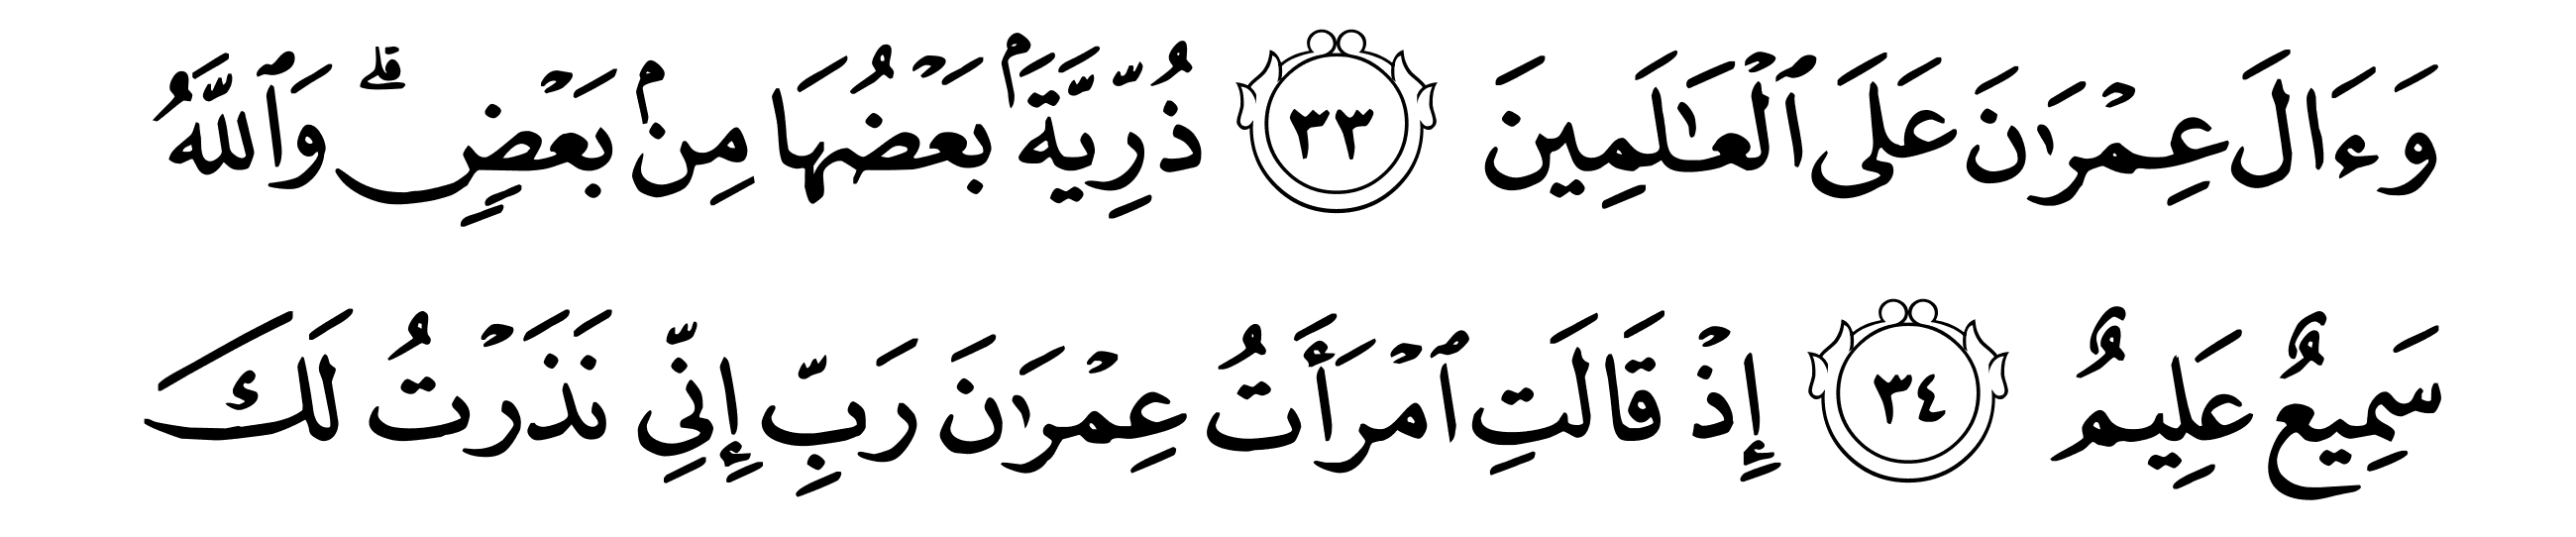 وَءَالَ عِمْرَٰنَ عَلَى ٱلْعَـٰلَمِينَ ٣٣ ذُرِّيَّةًۢ بَعْضُهَا مِنۢ بَعْضٍۢ ۗ وَٱللَّهُ
سَمِيعٌ عَلِيمٌ ٣٤ إِذْ قَالَتِ ٱمْرَأَتُ عِمْرَٰنَ رَبِّ إِنِّى نَذَرْتُ لَكَ